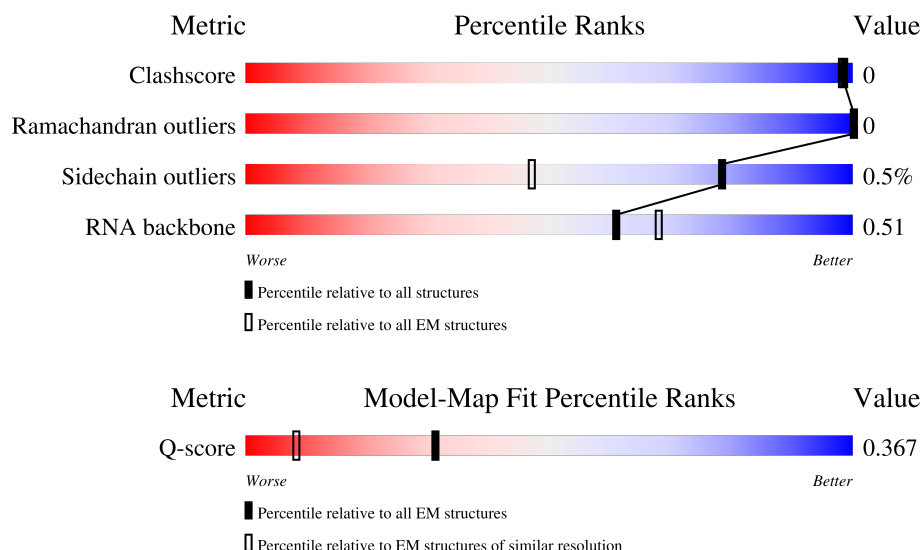 Metric Percentile Ranks Value
Clashscore 0
Ramachandran outliers 0
Sidechain outliers 0.5%
RNA backbone 0.51
Worse Better
Percentile relative to all structures
Percentile relative to all EM structures
Metric Model-Map Fit Percentile Ranks Value
Q-score 0.367
Worse Better
Percentile relative to all EM structures
Percentile relative to EM structures of similar resolution